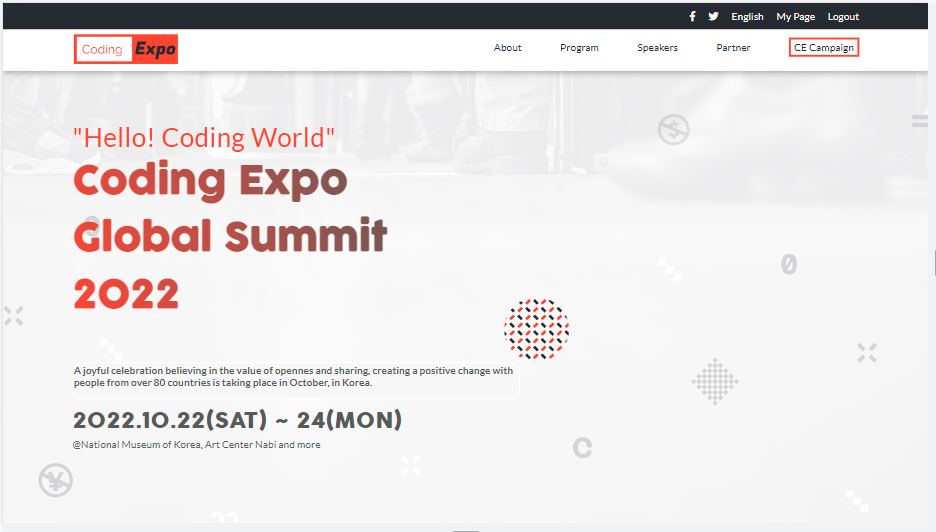 English My Page Logout
Coding Expo
About Program Speakers Partner CE Campaign
"Hello! Coding World"
Coding Expo
Global Summit
2022
A joyful celebration believing in the value of opennes and sharing, creating a positive change with
people from over 80 countries is taking place in October, in Korea.
2022.10.22(SAT) ~ 24(MON)
@National Museum of Korea, Art Center Nabi and more